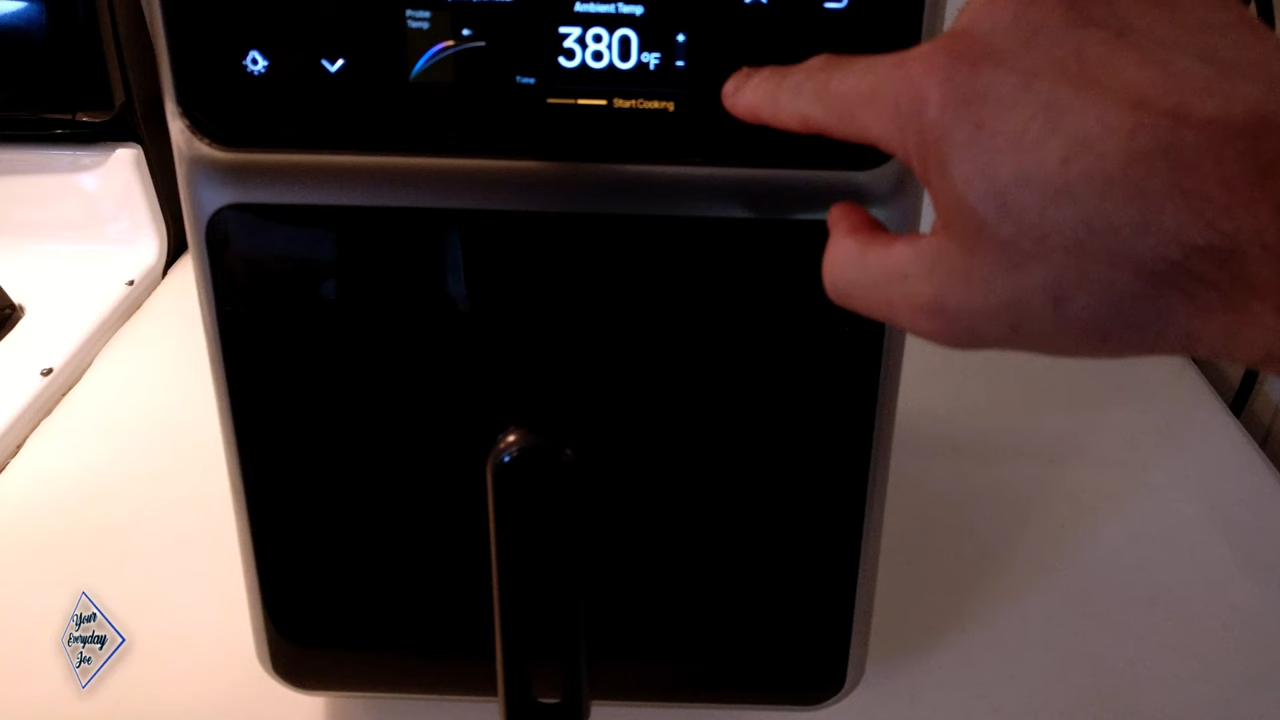 Ambient Temp
Probe
Temp
380°F
+
-
Time
Start Cooking
Your
Everyday
Joe